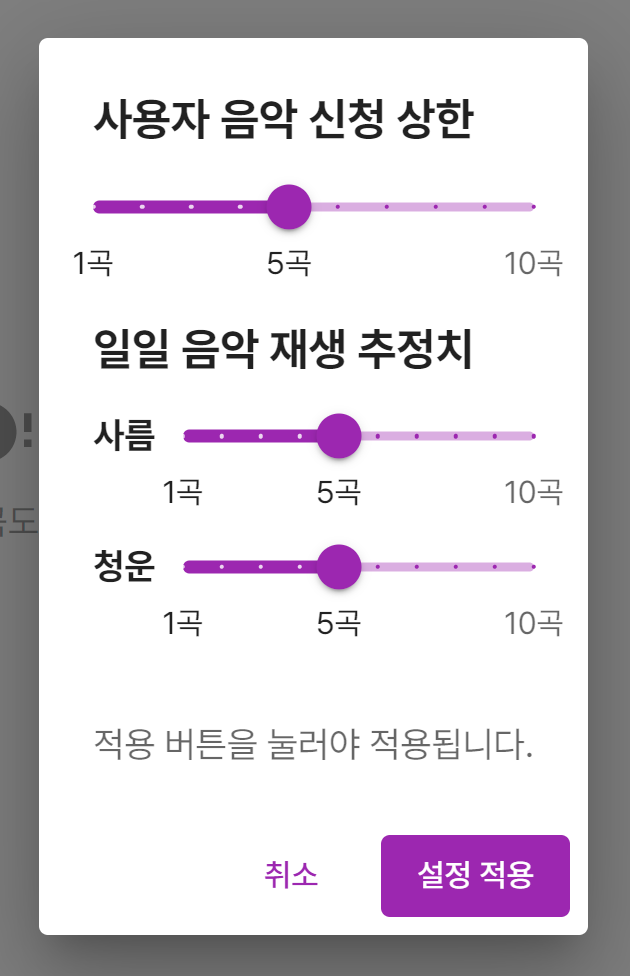 사용자 음악 신청 상한
1곡 5곡 10곡
일일 음악 재생 추정치
사름
1곡 5곡 10곡
청운
1곡 5곡 10곡
적용 버튼을 눌러야 적용됩니다.
취소 설정 적용